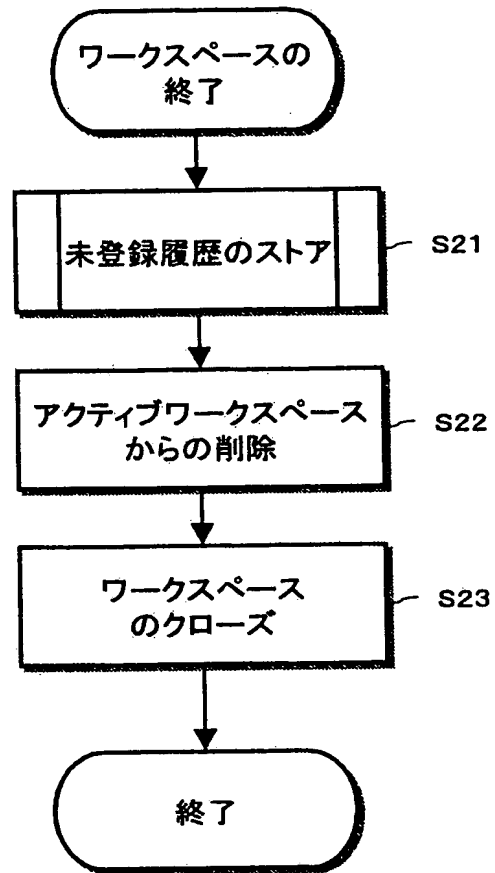 ワークスペースの
終了
未登録履歴のストア
S21
アクティブワークスペース
からの削除
S22
ワークスペース
のクローズ
S23
終了